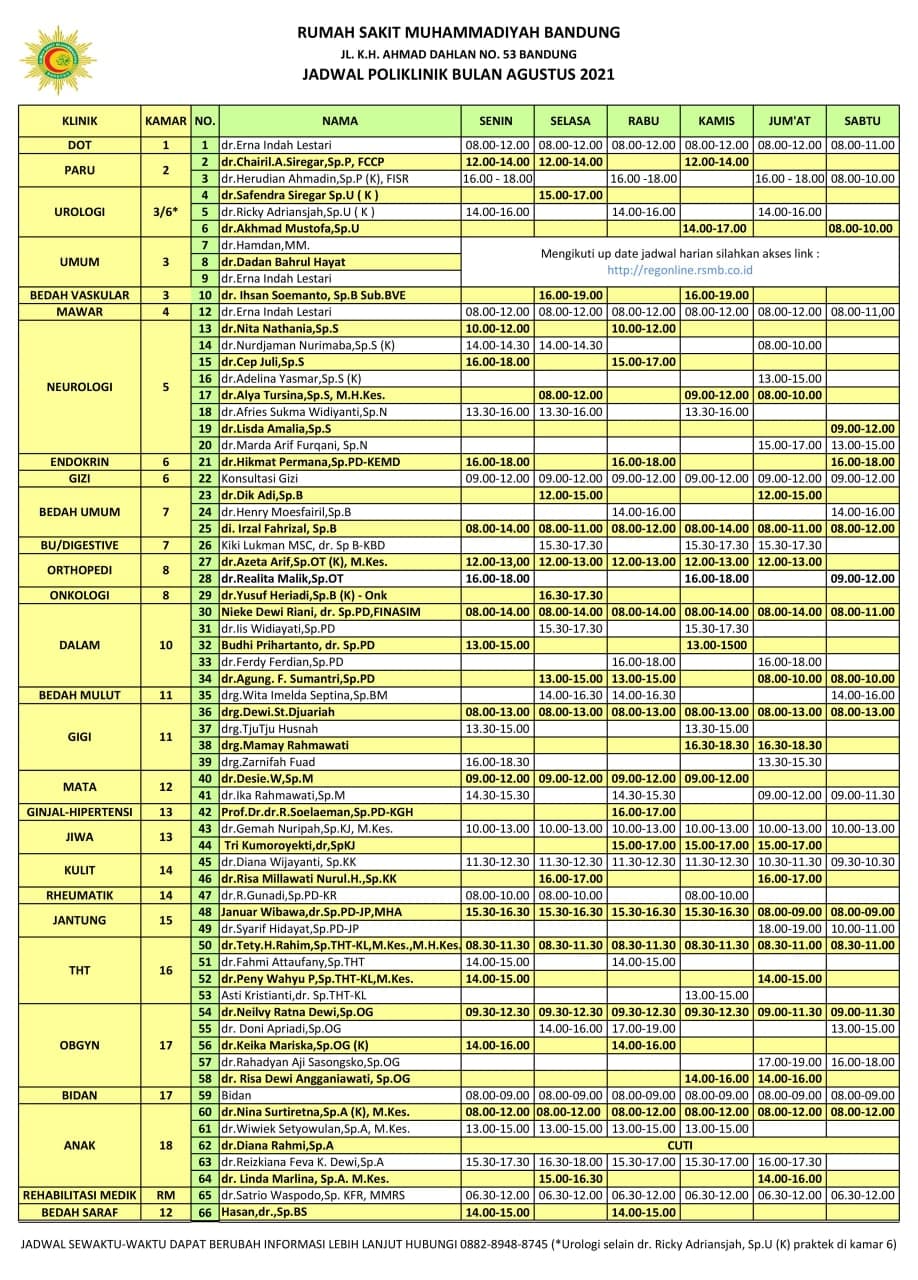 RUMAH SAKIT MUHAMMADIYAH BANDUNG
JL. K.H. AHMAD DAHLAN NO. 53 BANDUNG
JADWAL POLIKLINIK BULAN AGUSTUS 2021
KLINIK KAMAR NO. NAMA SENIN SELASA RABU KAMIS JUM'AT SABTU
DOT 1 1 dr.Erna Indah Lestari 08.00-12.00 08.00-12.00 08.00-12.00 08.00-12.00 08.00-12.00 08.00-11.00
PARU 2 2 dr.Chairil.A.Siregar,Sp.P, FCCP 12.00-14.00 12.00-14.00 12.00-14.00
3 dr.Herudian Ahmadin,Sp.P (K), FISR 16.00 - 18.00 16.00 -18.00 16.00 - 18.00 08.00-10.00
UROLOGI 3/6* 4 dr.Safendra Siregar Sp.U ( K ) 15.00-17.00
5 dr.Ricky Adriansjah,Sp.U ( K ) 14.00-16.00 14.00-16.00 14.00-16.00
6 dr.Akhmad Mustofa,Sp.U 14.00-17.00 08.00-10.00
UMUM 3 7 dr.Hamdan,MM.
8 dr.Dadan Bahrul Hayat
9 dr.Erna Indah Lestari
Mengikuti up date jadwal harian silahkan akses link :
http://regonline.rsmb.co.id
BEDAH VASKULAR 3 10 dr. Ihsan Soemanto, Sp.B Sub.BVE 16.00-19.00 16.00-19.00
MAWAR 4 12 dr.Erna Indah Lestari 08.00-12.00 08.00-12.00 08.00-12.00 08.00-12.00 08.00-12.00 08.00-11,00
NEUROLOGI 5 13 dr.Nita Nathania,Sp.S 10.00-12.00 10.00-12.00
14 dr.Nurdjaman Nurimaba,Sp.S (K) 14.00-14.30 14.00-14.30 08.00-10.00
15 dr.Cep Juli,Sp.S 16.00-18.00 15.00-17.00
16 dr.Adelina Yasmar,Sp.S (K) 13.00-15.00
17 dr.Alya Tursina,Sp.S, M.H.Kes. 08.00-12.00 09.00-12.00 08.00-10.00
18 dr.Afries Sukma Widiyanti,Sp.N 13.30-16.00 13.30-16.00 13.30-16.00
19 dr.Lisda Amalia,Sp.S 09.00-12.00
20 dr.Marda Arif Furqani, Sp.N 15.00-17.00 13.00-15.00
ENDOKRIN 6 21 dr.Hikmat Permana,Sp.PD-KEMD 16.00-18.00 16.00-18.00 16.00-18.00
GIZI 6 22 Konsultasi Gizi 09.00-12.00 09.00-12.00 09.00-12.00 09.00-12.00 09.00-12.00 09.00-12.00
BEDAH UMUM 7 23 dr.Dik Adi,Sp.B 12.00-15.00 12.00-15.00
24 dr.Henry Moesfairil,Sp.B 14.00-16.00 14.00-16.00
25 di. Irzal Fahrizal, Sp.B 08.00-14.00 08.00-11.00 08.00-12.00 08.00-14.00 08.00-11.00 08.00-12.00
BU/DIGESTIVE 7 26 Kiki Lukman MSC, dr. Sp B-KBD 15.30-17.30 15.30-17.30 15.30-17.30
ORTHOPEDI 8 27 dr.Azeta Arif,Sp.OT (K), M.Kes. 12.00-13,00 12.00-13.00 12.00-13.00 12.00-13.00 12.00-13.00
28 dr.Realita Malik,Sp.OT 16.00-18.00 16.00-18.00 09.00-12.00
ONKOLOGI 8 29 dr.Yusuf Heriadi,Sp.B (K) - Onk 16.30-17.30
DALAM 10 30 Nieke Dewi Riani, dr. Sp.PD,FINASIM 08.00-14.00 08.00-14.00 08.00-14.00 08.00-14.00 08.00-14.00 08.00-11.00
31 dr.Iis Widiayati,Sp.PD 15.30-17.30 15.30-17.30
32 Budhi Prihartanto, dr. Sp.PD 13.00-15.00 13.00-1500
33 dr.Ferdy Ferdian,Sp.PD 16.00-18.00 16.00-18.00
34 dr.Agung. F. Sumantri,Sp.PD 13.00-15.00 13.00-15.00 08.00-10.00 08.00-10.00
BEDAH MULUT 11 35 drg.Wita Imelda Septina,Sp.BM 14.00-16.30 14.00-16.30 14.00-16.00
GIGI 11 36 drg.Dewi.St.Djuariah 08.00-13.00 08.00-13.00 08.00-13.00 08.00-13.00 08.00-13.00 08.00-13.00
37 drg.TjuTju Husnah 13.30-15.00 13.30-15.00
38 drg.Mamay Rahmawati 16.30-18.30 16.30-18.30
39 drg.Zarnifah Fuad 16.00-18.30 13.30-15.30
MATA 12 40 dr.Desie.W,Sp.M 09.00-12.00 09.00-12.00 09.00-12.00 09.00-12.00
41 dr.Ika Rahmawati,Sp.M 14.30-15.30 14.30-15.30 09.00-12.00 09.00-11.30
GINJAL-HIPERTENSI 13 42 Prof.Dr.dr.R.Soelaeman,Sp.PD-KGH 16.00-17.00
JIWA 13 43 dr.Gemah Nuripah,Sp.KJ, M.Kes. 10.00-13.00 10.00-13.00 10.00-13.00 10.00-13.00 10.00-13.00 10.00-13.00
44 Tri Kumoroyekti,dr,SpKJ 15.00-17.00 15.00-17.00 15.00-17.00
KULIT 14 45 dr.Diana Wijayanti, Sp.KK 11.30-12.30 11.30-12.30 11.30-12.30 11.30-12.30 10.30-11.30 09.30-10.30
46 dr.Risa Millawati Nurul.H.,Sp.KK 16.00-17.00 16.00-17.00
RHEUMATIK 14 47 dr.R.Gunadi,Sp.PD-KR 08.00-10.00 08.00-10.00 08.00-10.00
JANTUNG 15 48 Januar Wibawa,dr.Sp.PD-JP,MHA 15.30-16.30 15.30-16.30 15.30-16.30 15.30-16.30 08.00-09.00 08.00-09.00
49 dr.Syarif Hidayat,Sp.PD-JP 18.00-19.00 10.00-11.00
THT 16 50 dr.Tety.H.Rahim,Sp.THT-KL,M.Kes.,M.H.Kes. 08.30-11.30 08.30-11.30 08.30-11.30 08.30-11.30 08.30-11.00 08.30-11.00
51 dr.Fahmi Attaufany,Sp.THT 14.00-15.00 14.00-15.00
52 dr.Peny Wahyu P,Sp.THT-KL,M.Kes. 14.00-15.00 14.00-15.00
53 Asti Kristianti,dr. Sp.THT-KL 13.00-15.00
OBGYN 17 54 dr.Neilvy Ratna Dewi,Sp.OG 09.30-12.30 09.30-12.30 09.30-12.30 09.30-12.30 09.00-11.30 09.00-11.30
55 dr. Doni Apriadi,Sp.OG 14.00-16.00 17.00-19.00 13.00-15.00
56 dr.Keika Mariska,Sp.OG (K) 14.00-16.00 14.00-16.00
57 dr.Rahadyan Aji Sasongsko,Sp.OG 17.00-19.00 16.00-18.00
58 dr. Risa Dewi Angganiawati, Sp.OG 14.00-16.00 14.00-16.00
BIDAN 17 59 Bidan 08.00-09.00 08.00-09.00 08.00-09.00 08.00-09.00 08.00-09.00 08.00-09.00
ANAK 18 60 dr.Nina Surtiretna,Sp.A (K), M.Kes. 08.00-12.00 08.00-12.00 08.00-12.00 08.00-12.00 08.00-12.00 08.00-12.00
61 dr.Wiwiek Setyowulan,Sp.A, M.Kes. 13.00-15.00 13.00-15.00 13.00-15.00 13.00-15.00
62 dr.Diana Rahmi,Sp.A CUTI
63 dr.Reizkiana Feva K. Dewi,Sp.A 15.30-17.30 16.30-18.00 15.30-17.00 15.30-17.00 16.00-17.30
64 dr. Linda Marlina, Sp.A. M.Kes. 15.00-16.30 14.00-16.00
REHABILITASI MEDIK RM 65 dr.Satrio Waspodo,Sp. KFR, MMRS 06.30-12.00 06.30-12.00 06.30-12.00 06.30-12.00 06.30-12.00 06.30-12.00
BEDAH SARAF 12 66 Hasan,dr.,Sp.BS 14.00-15.00 14.00-15.00
JADWAL SEWAKTU-WAKTU DAPAT BERUBAH INFORMASI LEBIH LANJUT HUBUNGI 0882-8948-8745 (*Urologi selain dr. Ricky Adriansjah, Sp.U (K) praktek di kamar 6)